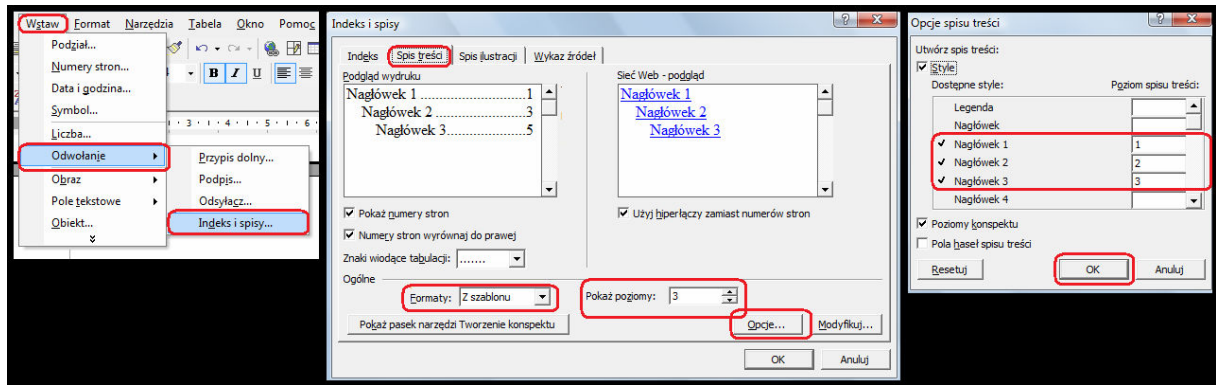 Wstaw Format Narzędzia Tabela Okno Pomoc
Podział...
Numery stron...
Data i godzina...
Symbol...
Liczba...
Odwołanie
Obraz
Pole tekstowe
Obiekt...
B I U
3 4 5 6
Przypis dolny...
Podpis...
Odsyłacz...
Indeks i spisy...
Indeks i spisy
Indeks Spis treści Spis ilustracji Wykaz źródeł
Podgląd wydruku
Nagłówek 1 ........................1
Nagłówek 2 .....................3
Nagłówek 3..................5
Pokaż numery stron
Numery stron wyrównaj do prawej
Znaki wiodące tabulacji: .......
Sieć Web - podgląd
Nagłówek 1
Nagłówek 2
Nagłówek 3
Użyj hiperłączy zamiast numerów stron
Ogólne
Formaty: Z szablonu
Pokaż poziomy: 3
Pokaż pasek narzędzi Tworzenie konspektu
Opcje...
Modyfikuj...
OK
Anuluj
Opcje spisu treści
Utwórz spis treści:
Style
Dostępne style: Poziom spisu treści:
Legenda
Nagłówek
Nagłówek 1 1
Nagłówek 2 2
Nagłówek 3 3
Nagłówek 4
Poziomy konspektu
Pola haseł spisu treści
Resetuj OK Anuluj